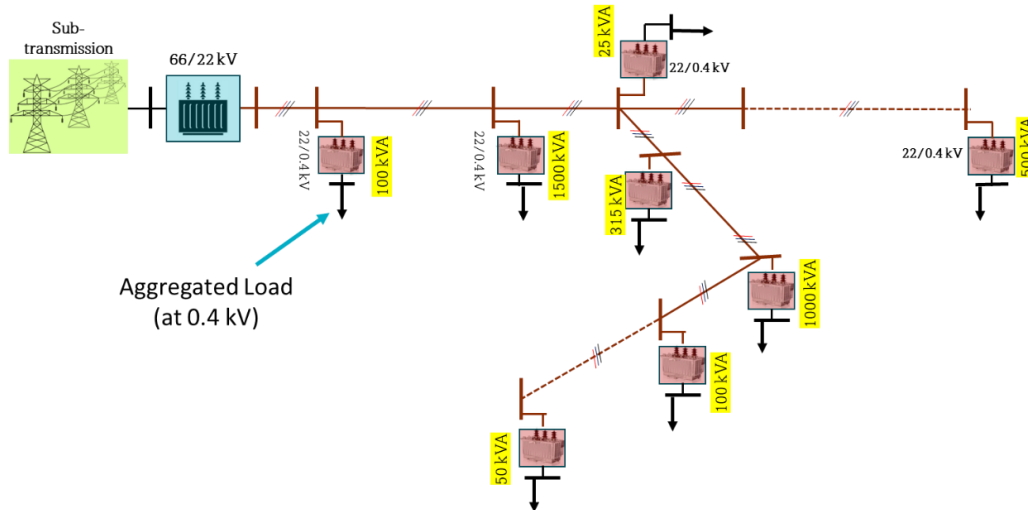 Sub-
transmission
66/22 kV
22/0.4 kV
100 kVA
22/0.4 kV
1500 kVA
25 kVA
22/0.4 kV
22/0.4 kV
500 kVA
315 kVA
1000 kVA
100 kVA
50 kVA
Aggregated Load
(at 0.4 kV)